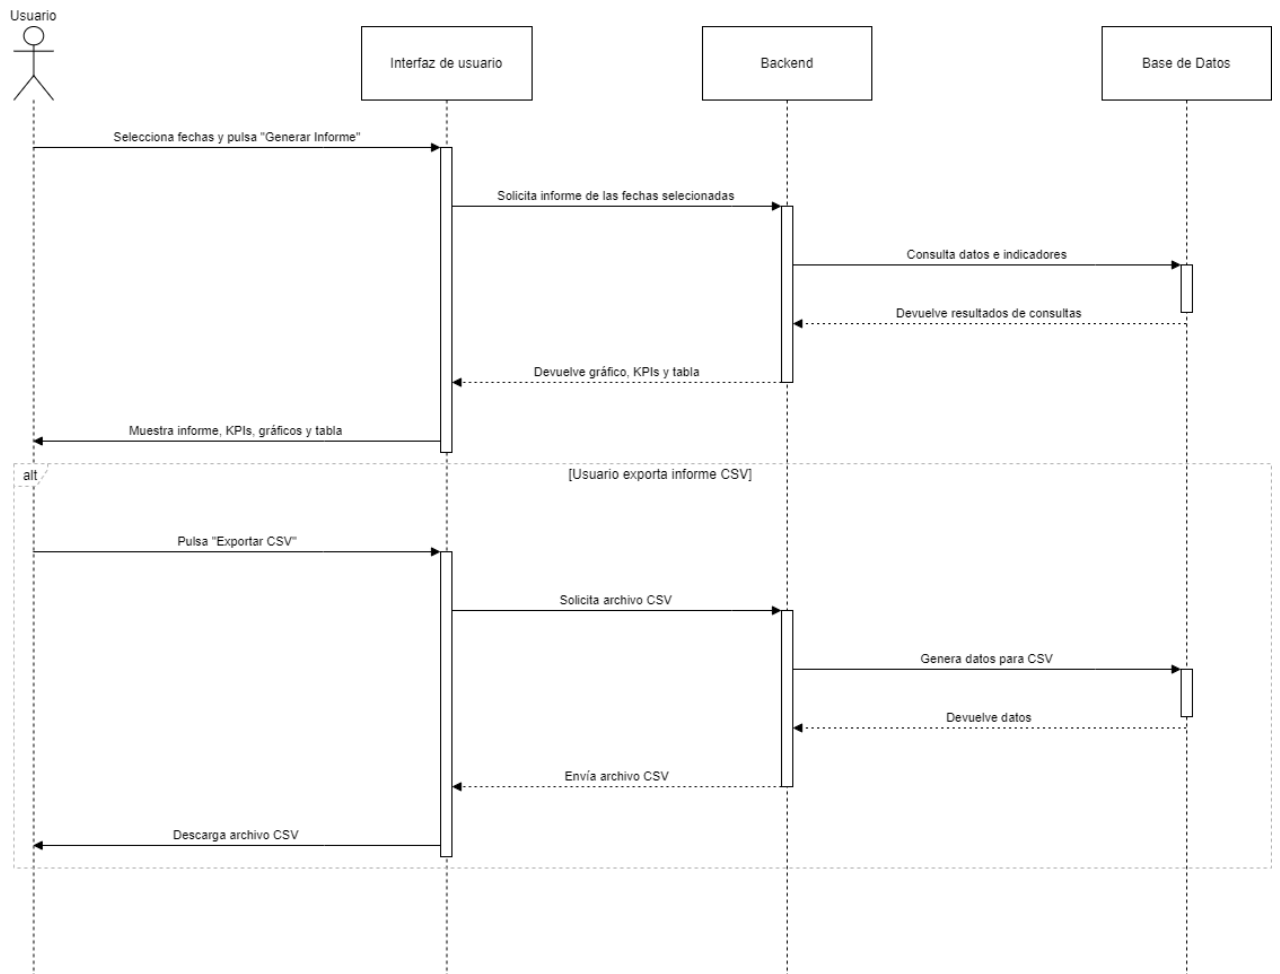 Usuario
Interfaz de usuario
Backend
Base de Datos
Selecciona fechas y pulsa "Generar Informe"
Solicita informe de las fechas selecionadas
Consulta datos e indicadores
Devuelve resultados de consultas
Devuelve gráfico, KPIs y tabla
Muestra informe, KPIs, gráficos y tabla
alt
[Usuario exporta informe CSV]
Pulsa "Exportar CSV"
Solicita archivo CSV
Genera datos para CSV
Devuelve datos
Envía archivo CSV
Descarga archivo CSV